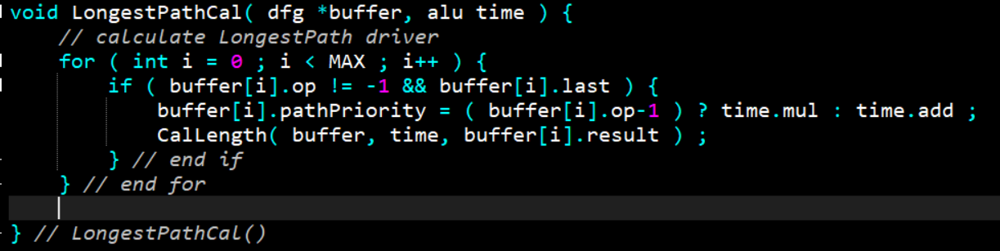 void LongestPathCal( dfg *buffer, alu time ) {
    // calculate LongestPath driver
    for ( int i = 0 ; i < MAX ; i++ ) {
        if ( buffer[i].op != -1 && buffer[i].last ) {
            buffer[i].pathPriority = ( buffer[i].op-1 ) ? time.mul : time.add ;
            CalLength( buffer, time, buffer[i].result ) ;
        } // end if
    } // end for
} // LongestPathCal()